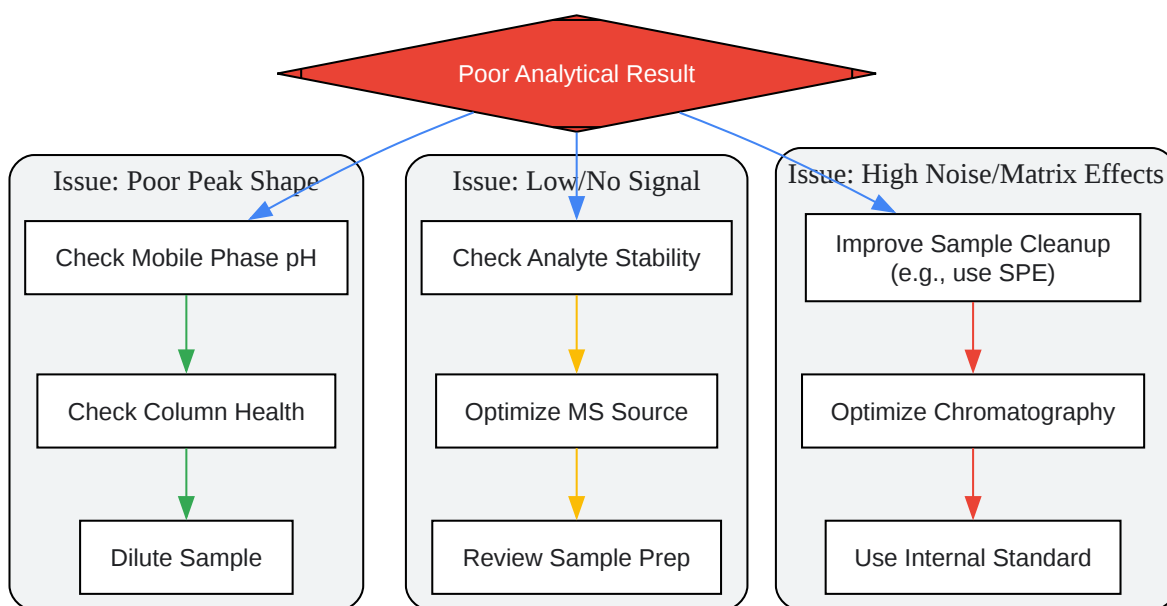 Poor Analytical Result
Issue: Poor Peak Shape
Check Mobile Phase pH
Check Column Health
Dilute Sample
Issue: Low/No Signal
Check Analyte Stability
Optimize MS Source
Review Sample Prep
Issue: High Noise/Matrix Effects
Improve Sample Cleanup
(e.g., use SPE)
Optimize Chromatography
Use Internal Standard